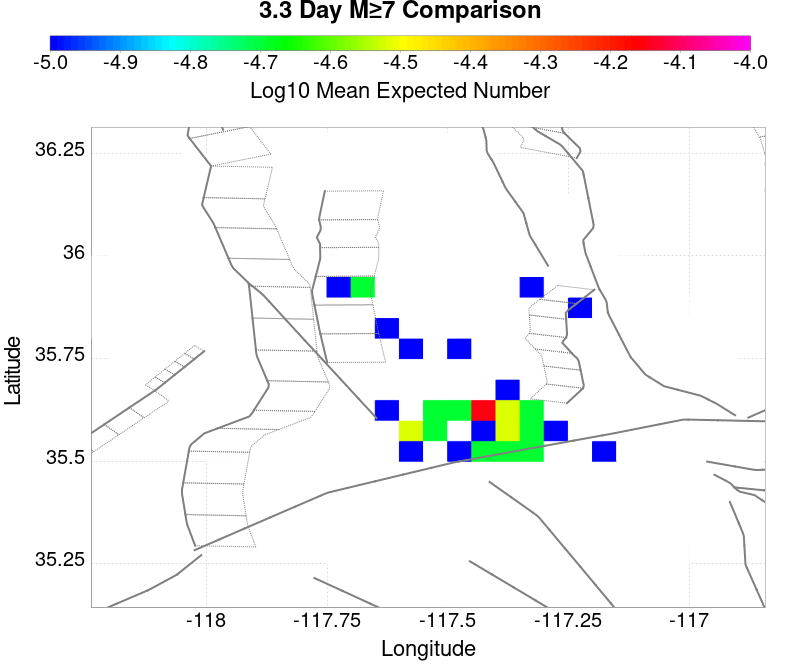 3.3 Day M≥7 Comparison
-5.0 -4.9 -4.8 -4.7 -4.6 -4.5 -4.4 -4.3 -4.2 -4.1 -4.0
Log10 Mean Expected Number
36.25
36
35.75
35.5
35.25
Latitude
-118 -117.75 -117.5 -117.25 -117
Longitude